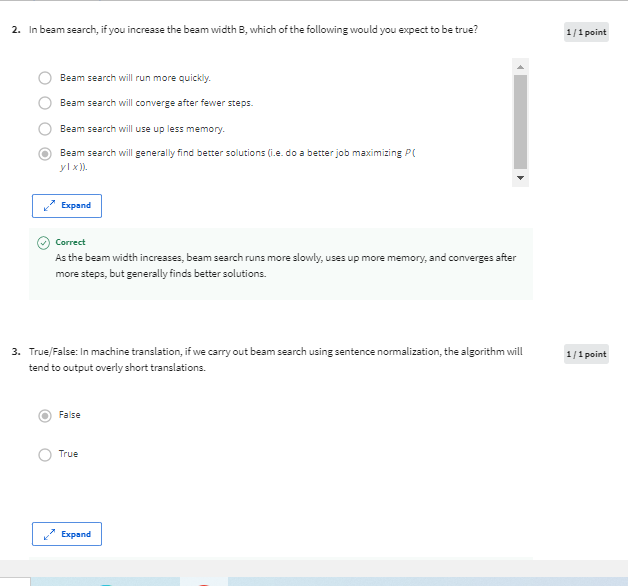 2. In beam search, if you increase the beam width B, which of the following would you expect to be true?
1 / 1 point
Beam search will run more quickly.
Beam search will converge after fewer steps.
Beam search will use up less memory.
Beam search will generally find better solutions (i.e. do a better job maximizing P(
y | x)).
Expand
Correct
As the beam width increases, beam search runs more slowly, uses up more memory, and converges after
more steps, but generally finds better solutions.
3. True/False: In machine translation, if we carry out beam search using sentence normalization, the algorithm will
tend to output overly short translations.
1 / 1 point
False
True
Expand